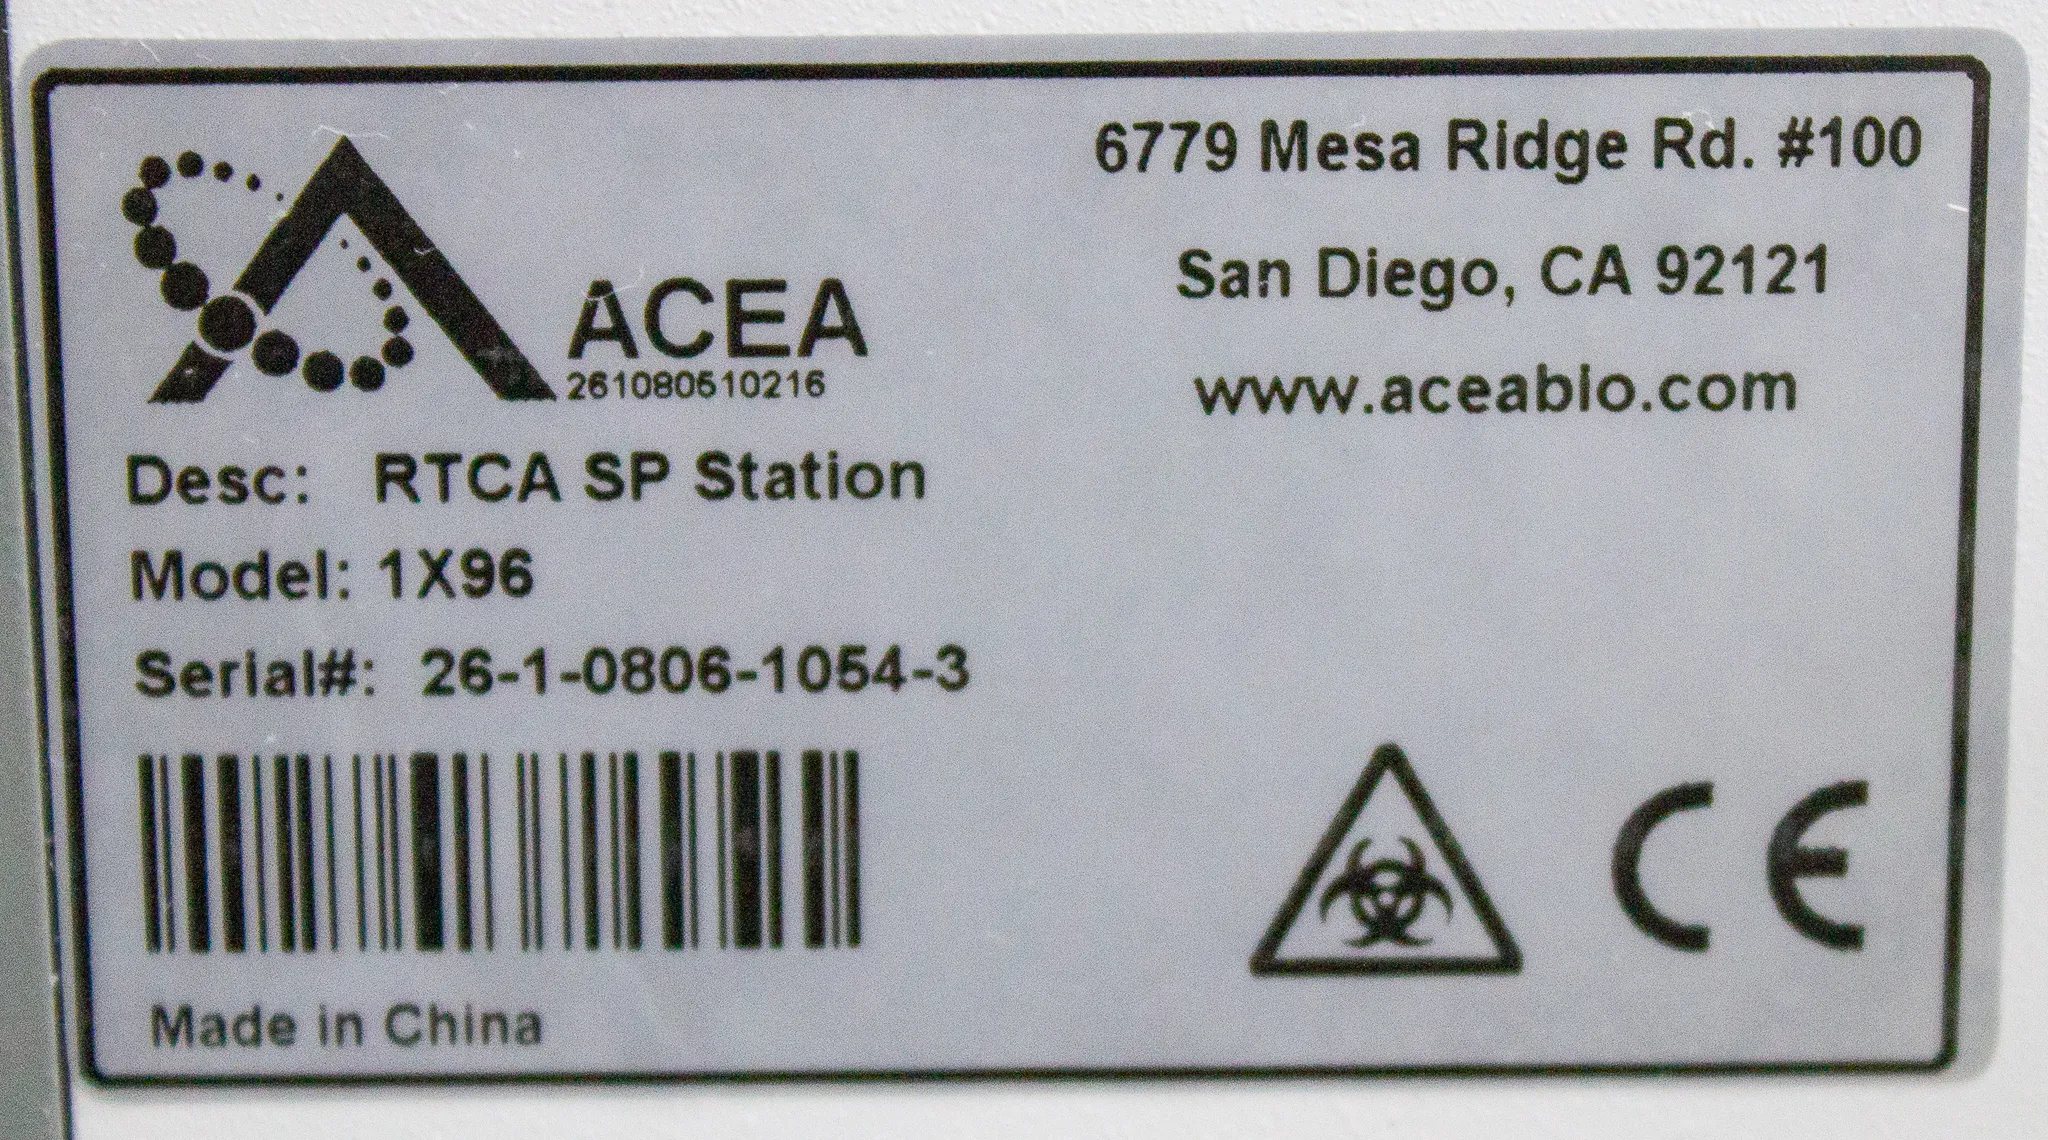 ACEA
261080610216
6779 Mesa Ridge Rd. #100
San Diego, CA 92121
www.aceabio.com
Desc: RTCA SP Station
Model: 1X96
Serial#: 26-1-0806-1054-3
Made in China
CE